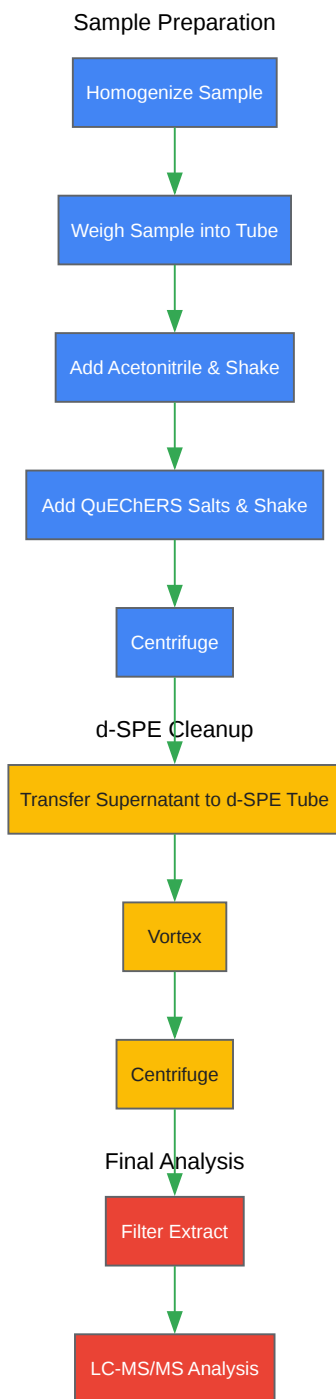 Sample Preparation
Homogenize Sample
Weigh Sample into Tube
Add Acetonitrile & Shake
Add QuEChERS Salts & Shake
Centrifuge
d-SPE Cleanup
Transfer Supernatant to d-SPE Tube
Vortex
Centrifuge
Final Analysis
Filter Extract
LC-MS/MS Analysis